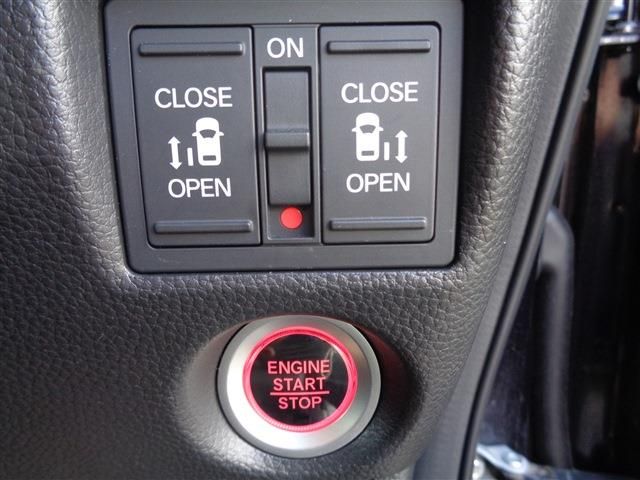 CLOSE
OPEN
ON
CLOSE
OPEN
ENGINE
START
STOP